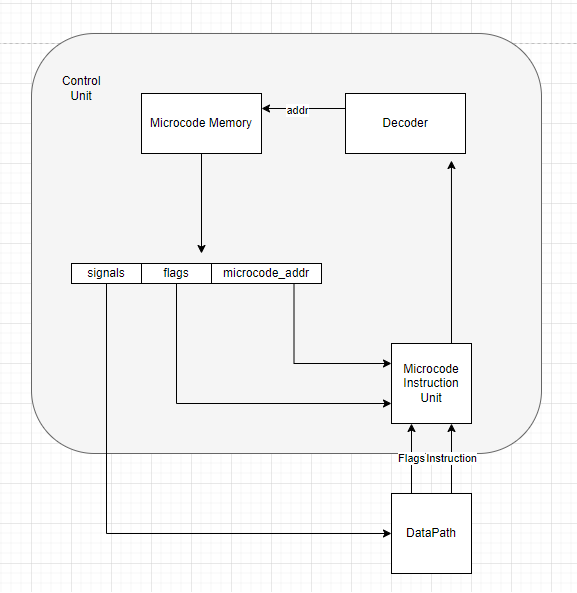 Control
Unit
Microcode Memory
addr
Decoder
signals
flags
microcode_addr
Microcode
Instruction
Unit
Flags
Instruction
DataPath